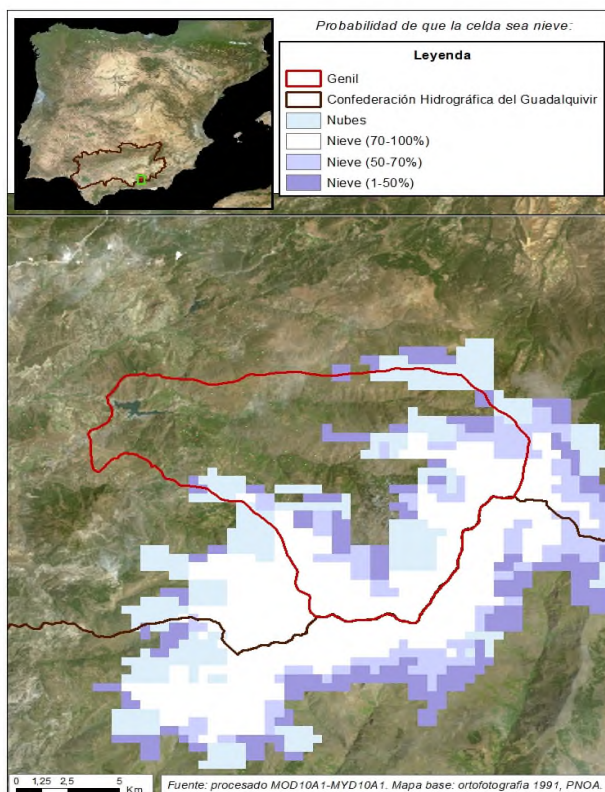 Probabilidad de que la celda sea nieve:
Leyenda
Genil
Confederación Hidrográfica del Guadalquivir
Nubes
Nieve (70-100%)
Nieve (50-70%)
Nieve (1-50%)
0 1,25 2,5 5
Km
Fuente: procesado MOD10A1-MYD10A1. Mapa base: ortofotografia 1991, PNOA.